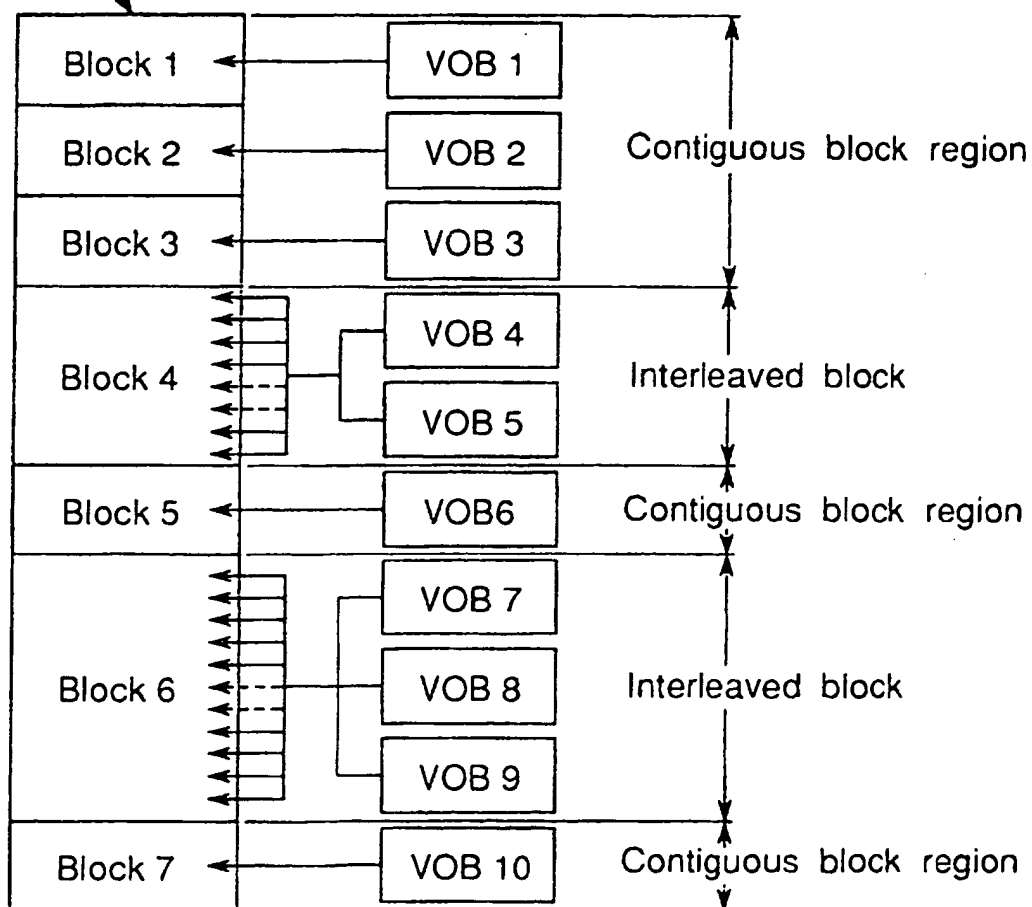 Block 1 VOB 1
Block 2 VOB 2 Contiguous block region
Block 3 VOB 3
VOB 4
Block 4 Interleaved block
VOB 5
Block 5 VOB6 Contiguous block region
VOB 7
Block 6 VOB 8 Interleaved block
VOB 9
Block 7 VOB 10 Contiguous block region